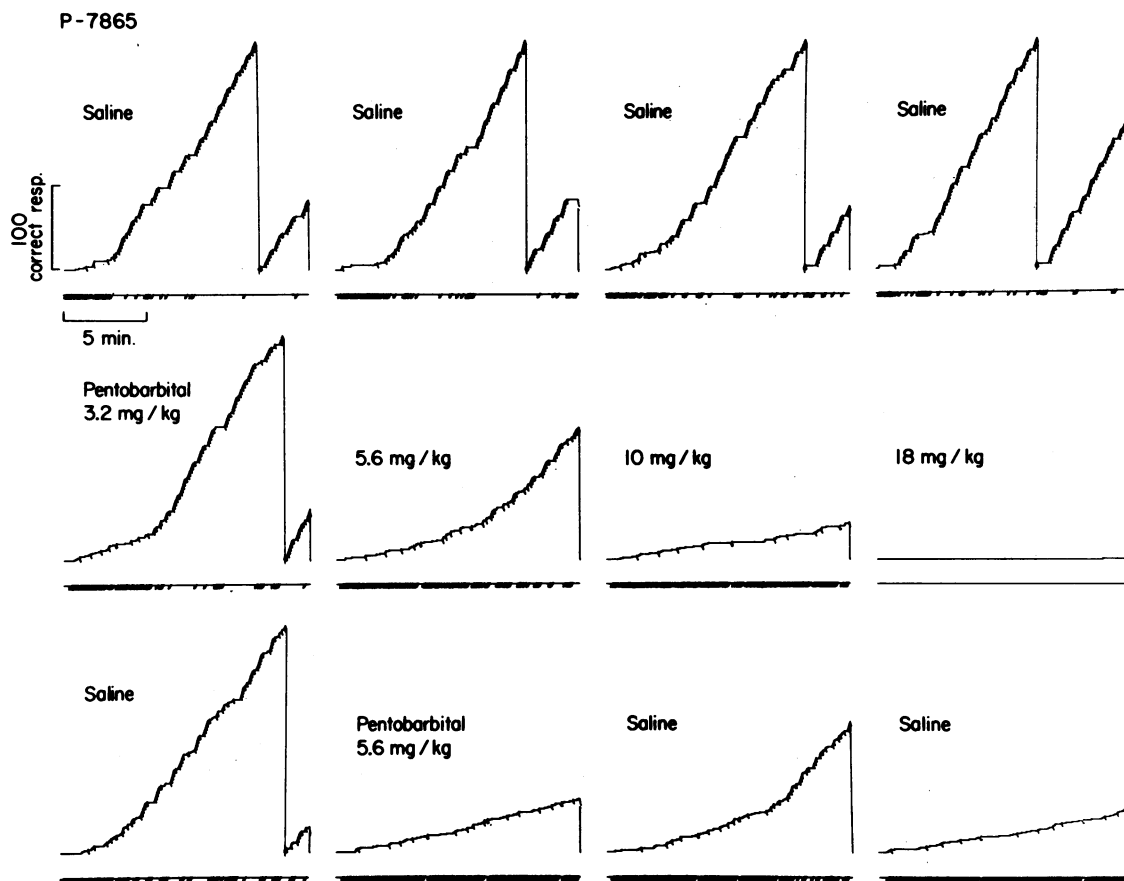 P-7865
Saline
Saline
Saline
Saline
100
correct resp.
5 min.
Pentobarbital
3.2 mg / kg
5.6 mg / kg
10 mg / kg
18 mg / kg
Saline
Pentobarbital
5.6 mg / kg
Saline
Saline